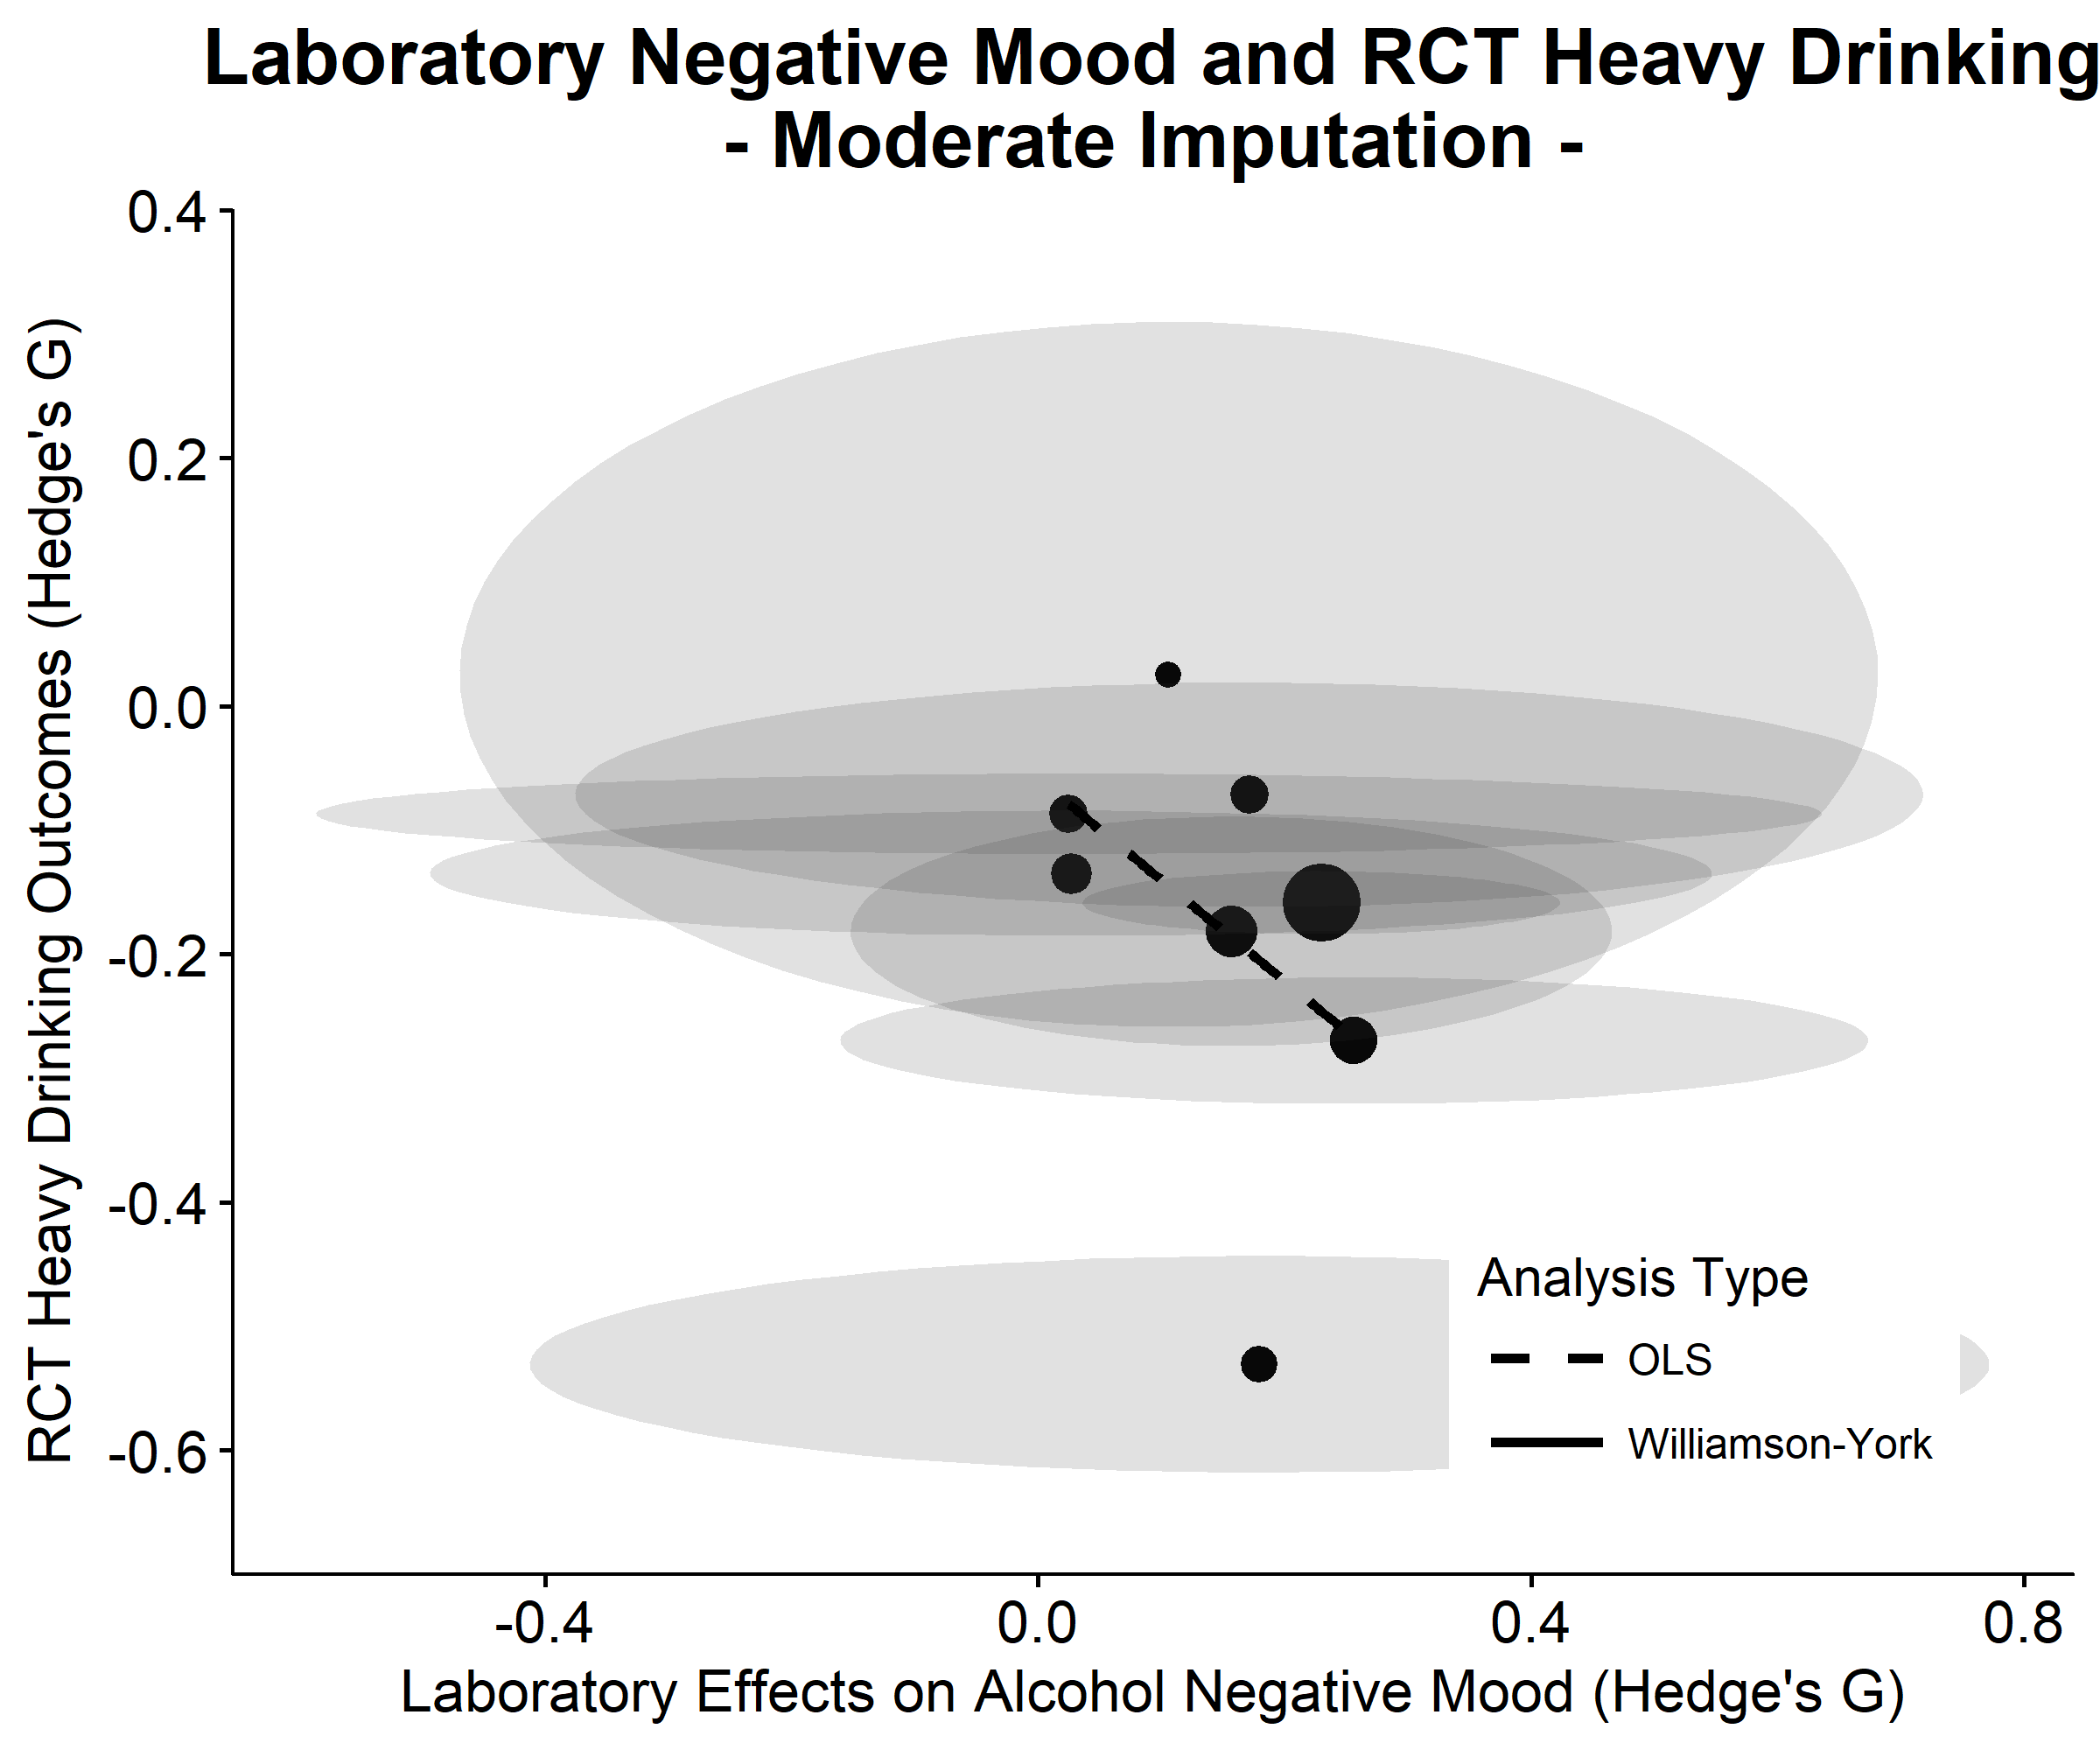 Laboratory Negative Mood and RCT Heavy Drinking
- Moderate Imputation -
RCT Heavy Drinking Outcomes (Hedge's G)
0.4
0.2
0.0
-0.2
-0.4
-0.6
Analysis Type
OLS
Williamson-York
-0.4
0.0
0.4
0.8
Laboratory Effects on Alcohol Negative Mood (Hedge's G)